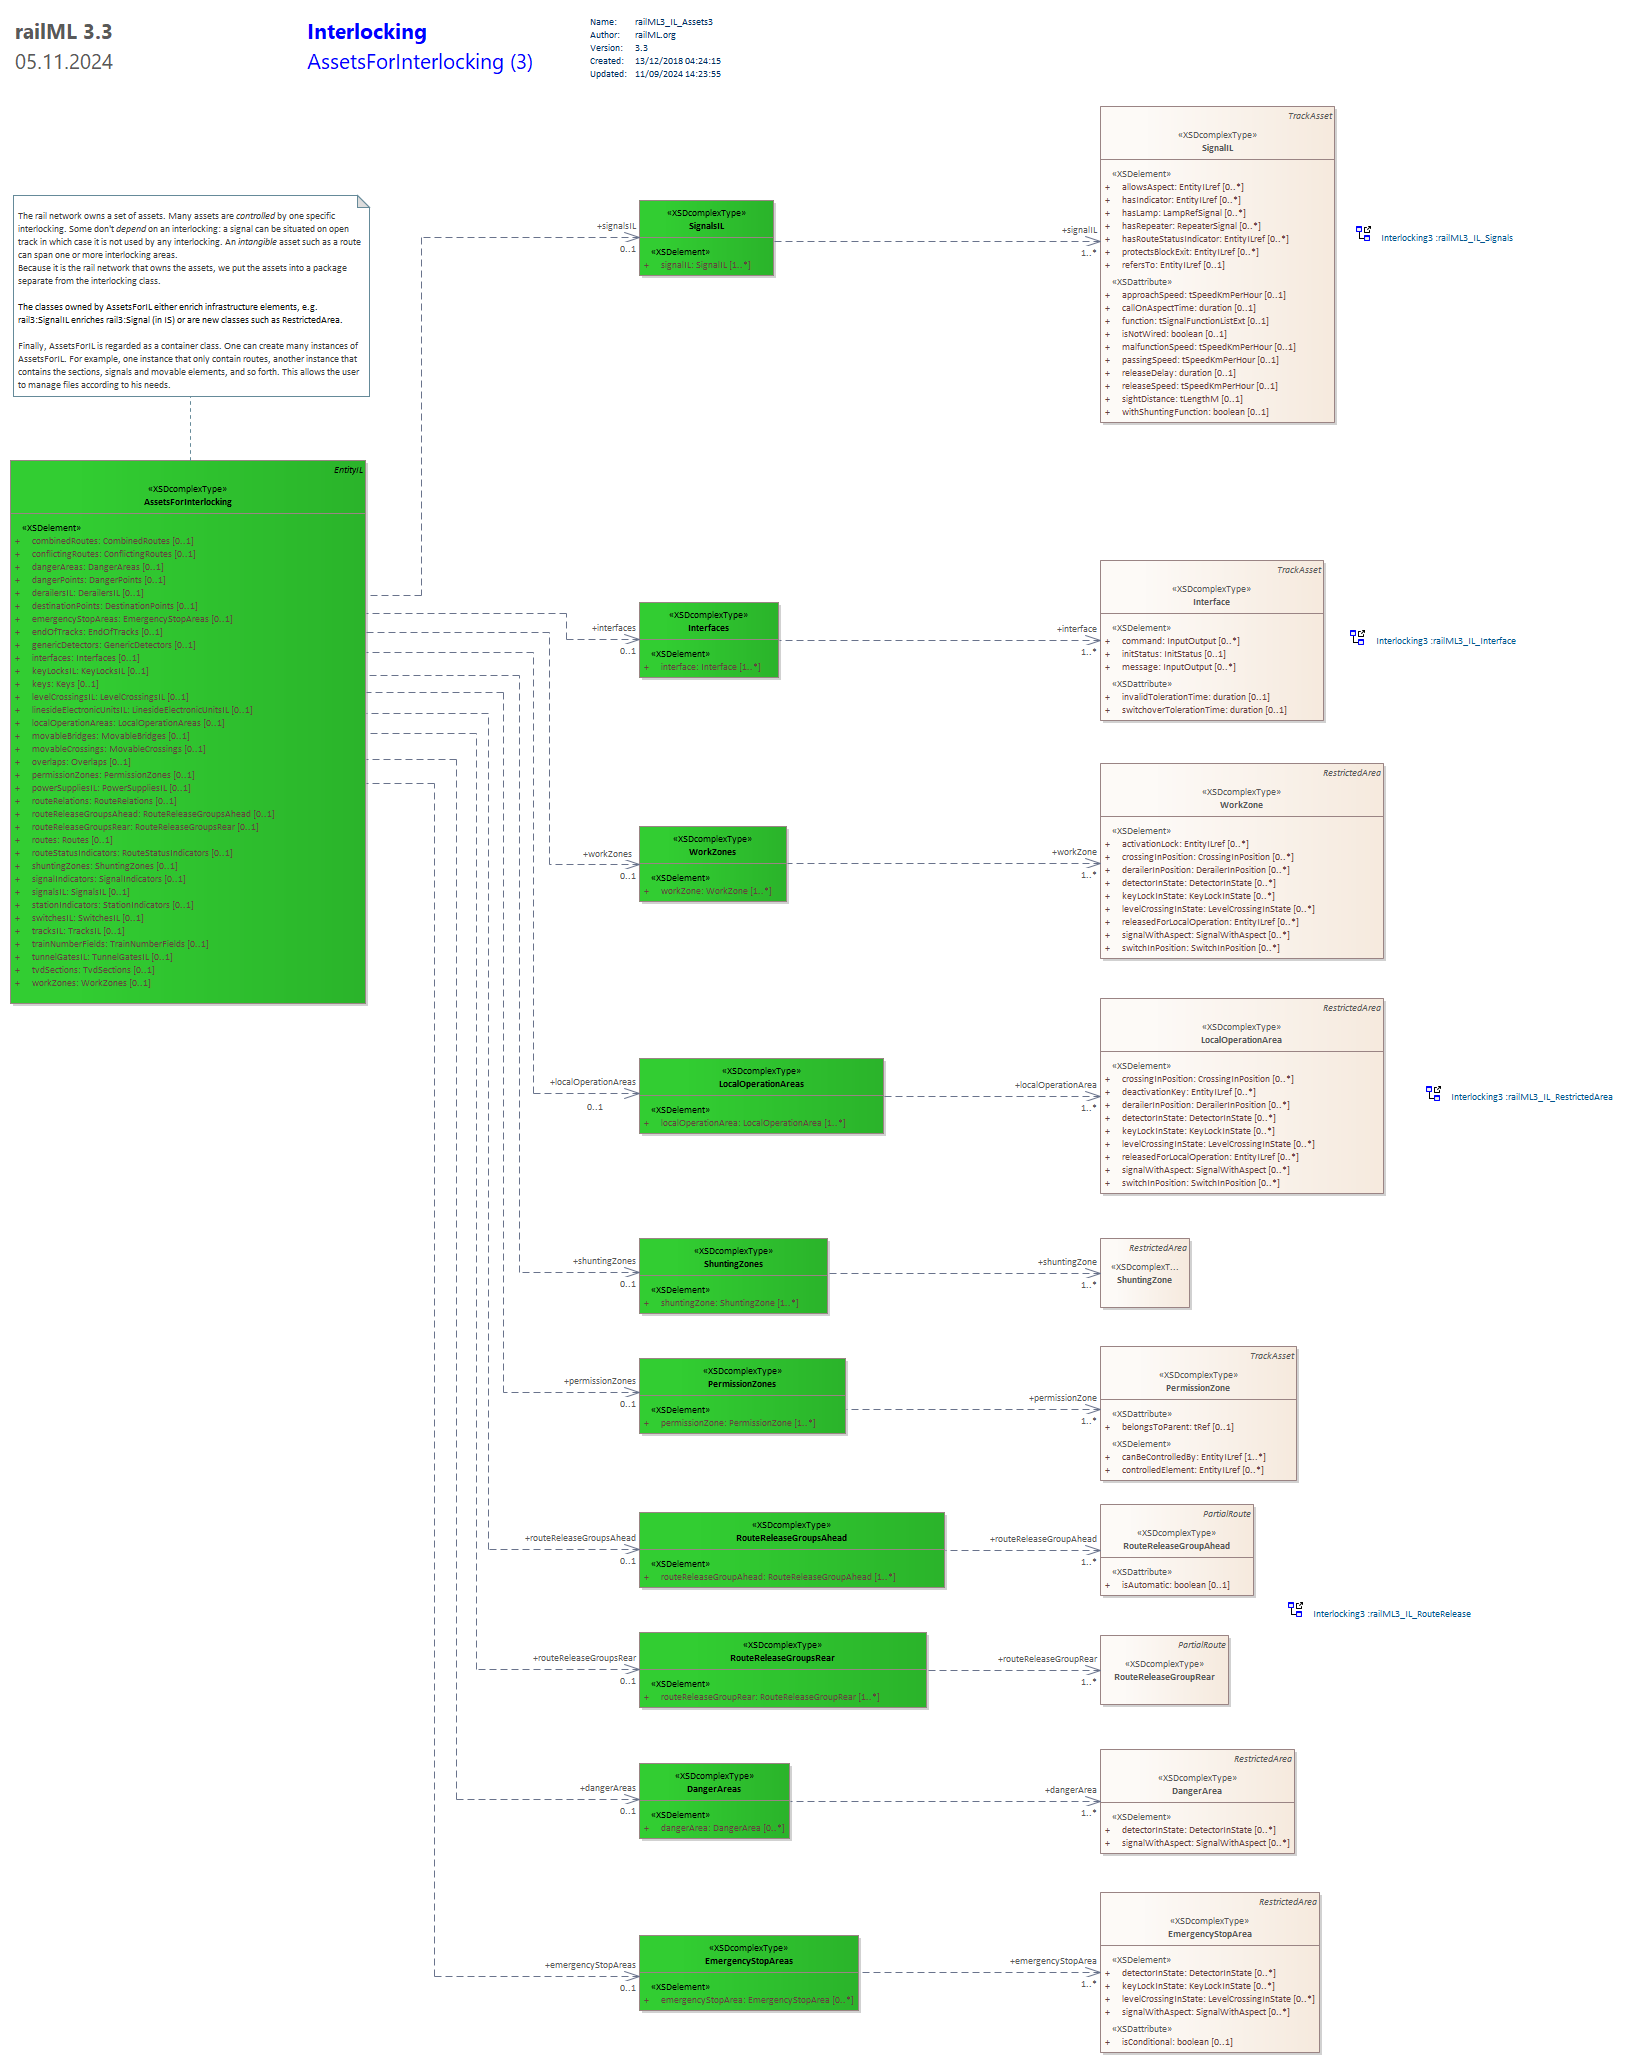 railML 3.3
05.11.2024
Interlocking
AssetsForInterlocking (3)
Name: railML3_IL_Assets3
Author: railML.org
Version: 3.3
Created: 13/12/2018 04:24:15
Updated: 11/09/2024 14:23:55
The rail network owns a set of assets. Many assets are controlled by one specific
interlocking. Some don't depend on an interlocking: a signal can be situated on open
track in which case it is not used by any interlocking. An intangible asset such as a route
can span one or more interlocking areas.
Because it is the rail network that owns the assets, we put the assets into a package
separate from the interlocking class.
The classes owned by AssetsForIL either enrich infrastructure elements, e.g.
rail3:SignalIL enriches rail3:Signal (in IS) or are new classes such as RestrictedArea.
Finally, AssetsForIL is regarded as a container class. One can create many instances of
AssetsForIL. For example, one instance that only contain routes, another instance that
contains the sections, signals and movable elements, and so forth. This allows the user
to manage files according to his needs.
EntityIL
«XSDcomplexType»
AssetsForInterlocking
«XSDelement»
+ combinedRoutes: CombinedRoutes [0..1]
+ conflictingRoutes: ConflictingRoutes [0..1]
+ dangerAreas: DangerAreas [0..1]
+ dangerPoints: DangerPoints [0..1]
+ derailersIL: DerailersIL [0..1]
+ destinationPoints: DestinationPoints [0..1]
+ emergencyStopAreas: EmergencyStopAreas [0..1]
+ endOfTracks: EndOfTracks [0..1]
+ genericDetectors: GenericDetectors [0..1]
+ interfaces: Interfaces [0..1]
+ keyLocksIL: KeyLocksIL [0..1]
+ keys: Keys [0..1]
+ levelCrossingsIL: LevelCrossingsIL [0..1]
+ linesideElectronicUnitsIL: LinesideElectronicUnitsIL [0..1]
+ localOperationAreas: LocalOperationAreas [0..1]
+ movableBridges: MovableBridges [0..1]
+ movableCrossings: MovableCrossings [0..1]
+ overlaps: Overlaps [0..1]
+ permissionZones: PermissionZones [0..1]
+ powerSuppliesIL: PowerSuppliesIL [0..1]
+ routeRelations: RouteRelations [0..1]
+ routeReleaseGroupsAhead: RouteReleaseGroupsAhead [0..1]
+ routeReleaseGroupsRear: RouteReleaseGroupsRear [0..1]
+ routes: Routes [0..1]
+ routeStatusIndicators: RouteStatusIndicators [0..1]
+ shuntingZones: ShuntingZones [0..1]
+ signalIndicators: SignalIndicators [0..1]
+ signalsIL: SignalsIL [0..1]
+ stationIndicators: StationIndicators [0..1]
+ switchesIL: SwitchesIL [0..1]
+ tracksIL: TracksIL [0..1]
+ trainNumberFields: TrainNumberFields [0..1]
+ tunnelGatesIL: TunnelGatesIL [0..1]
+ tvdSections: TvdSections [0..1]
+ workZones: WorkZones [0..1]
+signalsIL
0..1
«XSDcomplexType»
SignalsIL
«XSDelement»
+ signalIL: SignalIL [1..*]
+signalIL
1..*
TrackAsset
«XSDcomplexType»
SignalIL
«XSDelement»
+ allowsAspect: EntityILref [0..*]
+ hasIndicator: EntityILref [0..*]
+ hasLamp: LampRefSignal [0..*]
+ hasRepeater: RepeaterSignal [0..*]
+ hasRouteStatusIndicator: EntityILref [0..*]
+ protectsBlockExit: EntityILref [0..*]
+ refersTo: EntityILref [0..1]
«XSDattribute»
+ approachSpeed: tSpeedKmPerHour [0..1]
+ callOnAspectTime: duration [0..1]
+ function: tSignalFunctionListExt [0..1]
+ isNotWired: boolean [0..1]
+ malfunctionSpeed: tSpeedKmPerHour [0..1]
+ passingSpeed: tSpeedKmPerHour [0..1]
+ releaseDelay: duration [0..1]
+ releaseSpeed: tSpeedKmPerHour [0..1]
+ sightDistance: tLengthM [0..1]
+ withShuntingFunction: boolean [0..1]
Interlocking3 :railML3_IL_Signals
+interfaces
0..1
«XSDcomplexType»
Interfaces
«XSDelement»
+ interface: Interface [1..*]
+interface
1..*
TrackAsset
«XSDcomplexType»
Interface
«XSDelement»
+ command: InputOutput [0..*]
+ initStatus: InitStatus [0..1]
+ message: InputOutput [0..*]
«XSDattribute»
+ invalidTolerationTime: duration [0..1]
+ switchoverTolerationTime: duration [0..1]
Interlocking3 :railML3_IL_Interface
+workZones
0..1
«XSDcomplexType»
WorkZones
«XSDelement»
+ workZone: WorkZone [1..*]
+workZone
1..*
RestrictedArea
«XSDcomplexType»
WorkZone
«XSDelement»
+ activationLock: EntityILref [0..*]
+ crossingInPosition: CrossingInPosition [0..*]
+ derailerInPosition: DerailerInPosition [0..*]
+ detectorInState: DetectorInState [0..*]
+ keyLockInState: KeyLockInState [0..*]
+ levelCrossingInState: LevelCrossingInState [0..*]
+ releasedForLocalOperation: EntityILref [0..*]
+ signalWithAspect: SignalWithAspect [0..*]
+ switchInPosition: SwitchInPosition [0..*]
+localOperationAreas
0..1
«XSDcomplexType»
LocalOperationAreas
«XSDelement»
+ localOperationArea: LocalOperationArea [1..*]
+localOperationArea
1..*
RestrictedArea
«XSDcomplexType»
LocalOperationArea
«XSDelement»
+ crossingInPosition: CrossingInPosition [0..*]
+ deactivationKey: EntityILref [0..*]
+ derailerInPosition: DerailerInPosition [0..*]
+ detectorInState: DetectorInState [0..*]
+ keyLockInState: KeyLockInState [0..*]
+ levelCrossingInState: LevelCrossingInState [0..*]
+ releasedForLocalOperation: EntityILref [0..*]
+ signalWithAspect: SignalWithAspect [0..*]
+ switchInPosition: SwitchInPosition [0..*]
Interlocking3 :railML3_IL_RestrictedArea
+shuntingZones
0..1
«XSDcomplexType»
ShuntingZones
«XSDelement»
+ shuntingZone: ShuntingZone [1..*]
+shuntingZone
1..*
RestrictedArea
«XSDcomplexT...
ShuntingZone
+permissionZones
0..1
«XSDcomplexType»
PermissionZones
«XSDelement»
+ permissionZone: PermissionZone [1..*]
+permissionZone
1..*
TrackAsset
«XSDcomplexType»
PermissionZone
«XSDattribute»
+ belongsToParent: tRef [0..1]
«XSDelement»
+ canBeControlledBy: EntityILref [1..*]
+ controlledElement: EntityILref [0..*]
+routeReleaseGroupsAhead
0..1
«XSDcomplexType»
RouteReleaseGroupsAhead
«XSDelement»
+ routeReleaseGroupAhead: RouteReleaseGroupAhead [1..*]
+routeReleaseGroupAhead
1..*
PartialRoute
«XSDcomplexType»
RouteReleaseGroupAhead
«XSDattribute»
+ isAutomatic: boolean [0..1]
Interlocking3 :railML3_IL_RouteRelease
+routeReleaseGroupsRear
0..1
«XSDcomplexType»
RouteReleaseGroupsRear
«XSDelement»
+ routeReleaseGroupRear: RouteReleaseGroupRear [1..*]
+routeReleaseGroupRear
1..*
PartialRoute
«XSDcomplexType»
RouteReleaseGroupRear
+dangerAreas
0..1
«XSDcomplexType»
DangerAreas
«XSDelement»
+ dangerArea: DangerArea [0..*]
+dangerArea
1..*
RestrictedArea
«XSDcomplexType»
DangerArea
«XSDelement»
+ detectorInState: DetectorInState [0..*]
+ signalWithAspect: SignalWithAspect [0..*]
+emergencyStopAreas
0..1
«XSDcomplexType»
EmergencyStopAreas
«XSDelement»
+ emergencyStopArea: EmergencyStopArea [0..*]
+emergencyStopArea
1..*
RestrictedArea
«XSDcomplexType»
EmergencyStopArea
«XSDelement»
+ detectorInState: DetectorInState [0..*]
+ keyLockInState: KeyLockInState [0..*]
+ levelCrossingInState: LevelCrossingInState [0..*]
+ signalWithAspect: SignalWithAspect [0..*]
«XSDattribute»
+ isConditional: boolean [0..1]